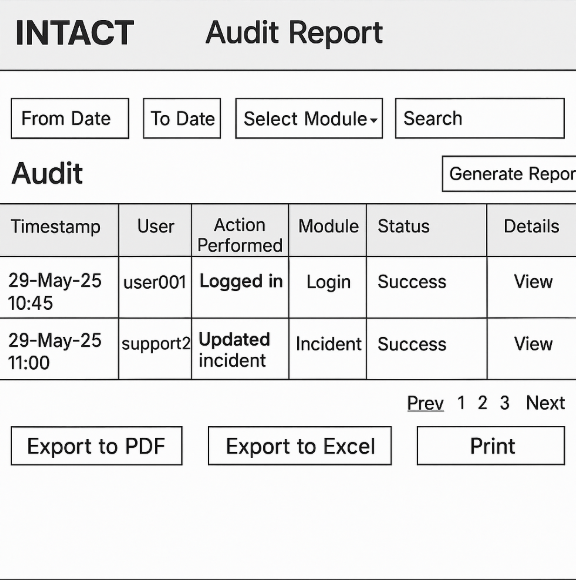 INTACT Audit Report
From Date To Date Select Module Search
Audit Generate Repor
Timestamp User Action Performed Module Status Details
29-May-25 10:45 user001 Logged in Login Success View
29-May-25 11:00 support2 Updated incident Incident Success View
Prev 1 2 3 Next
Export to PDF Export to Excel Print